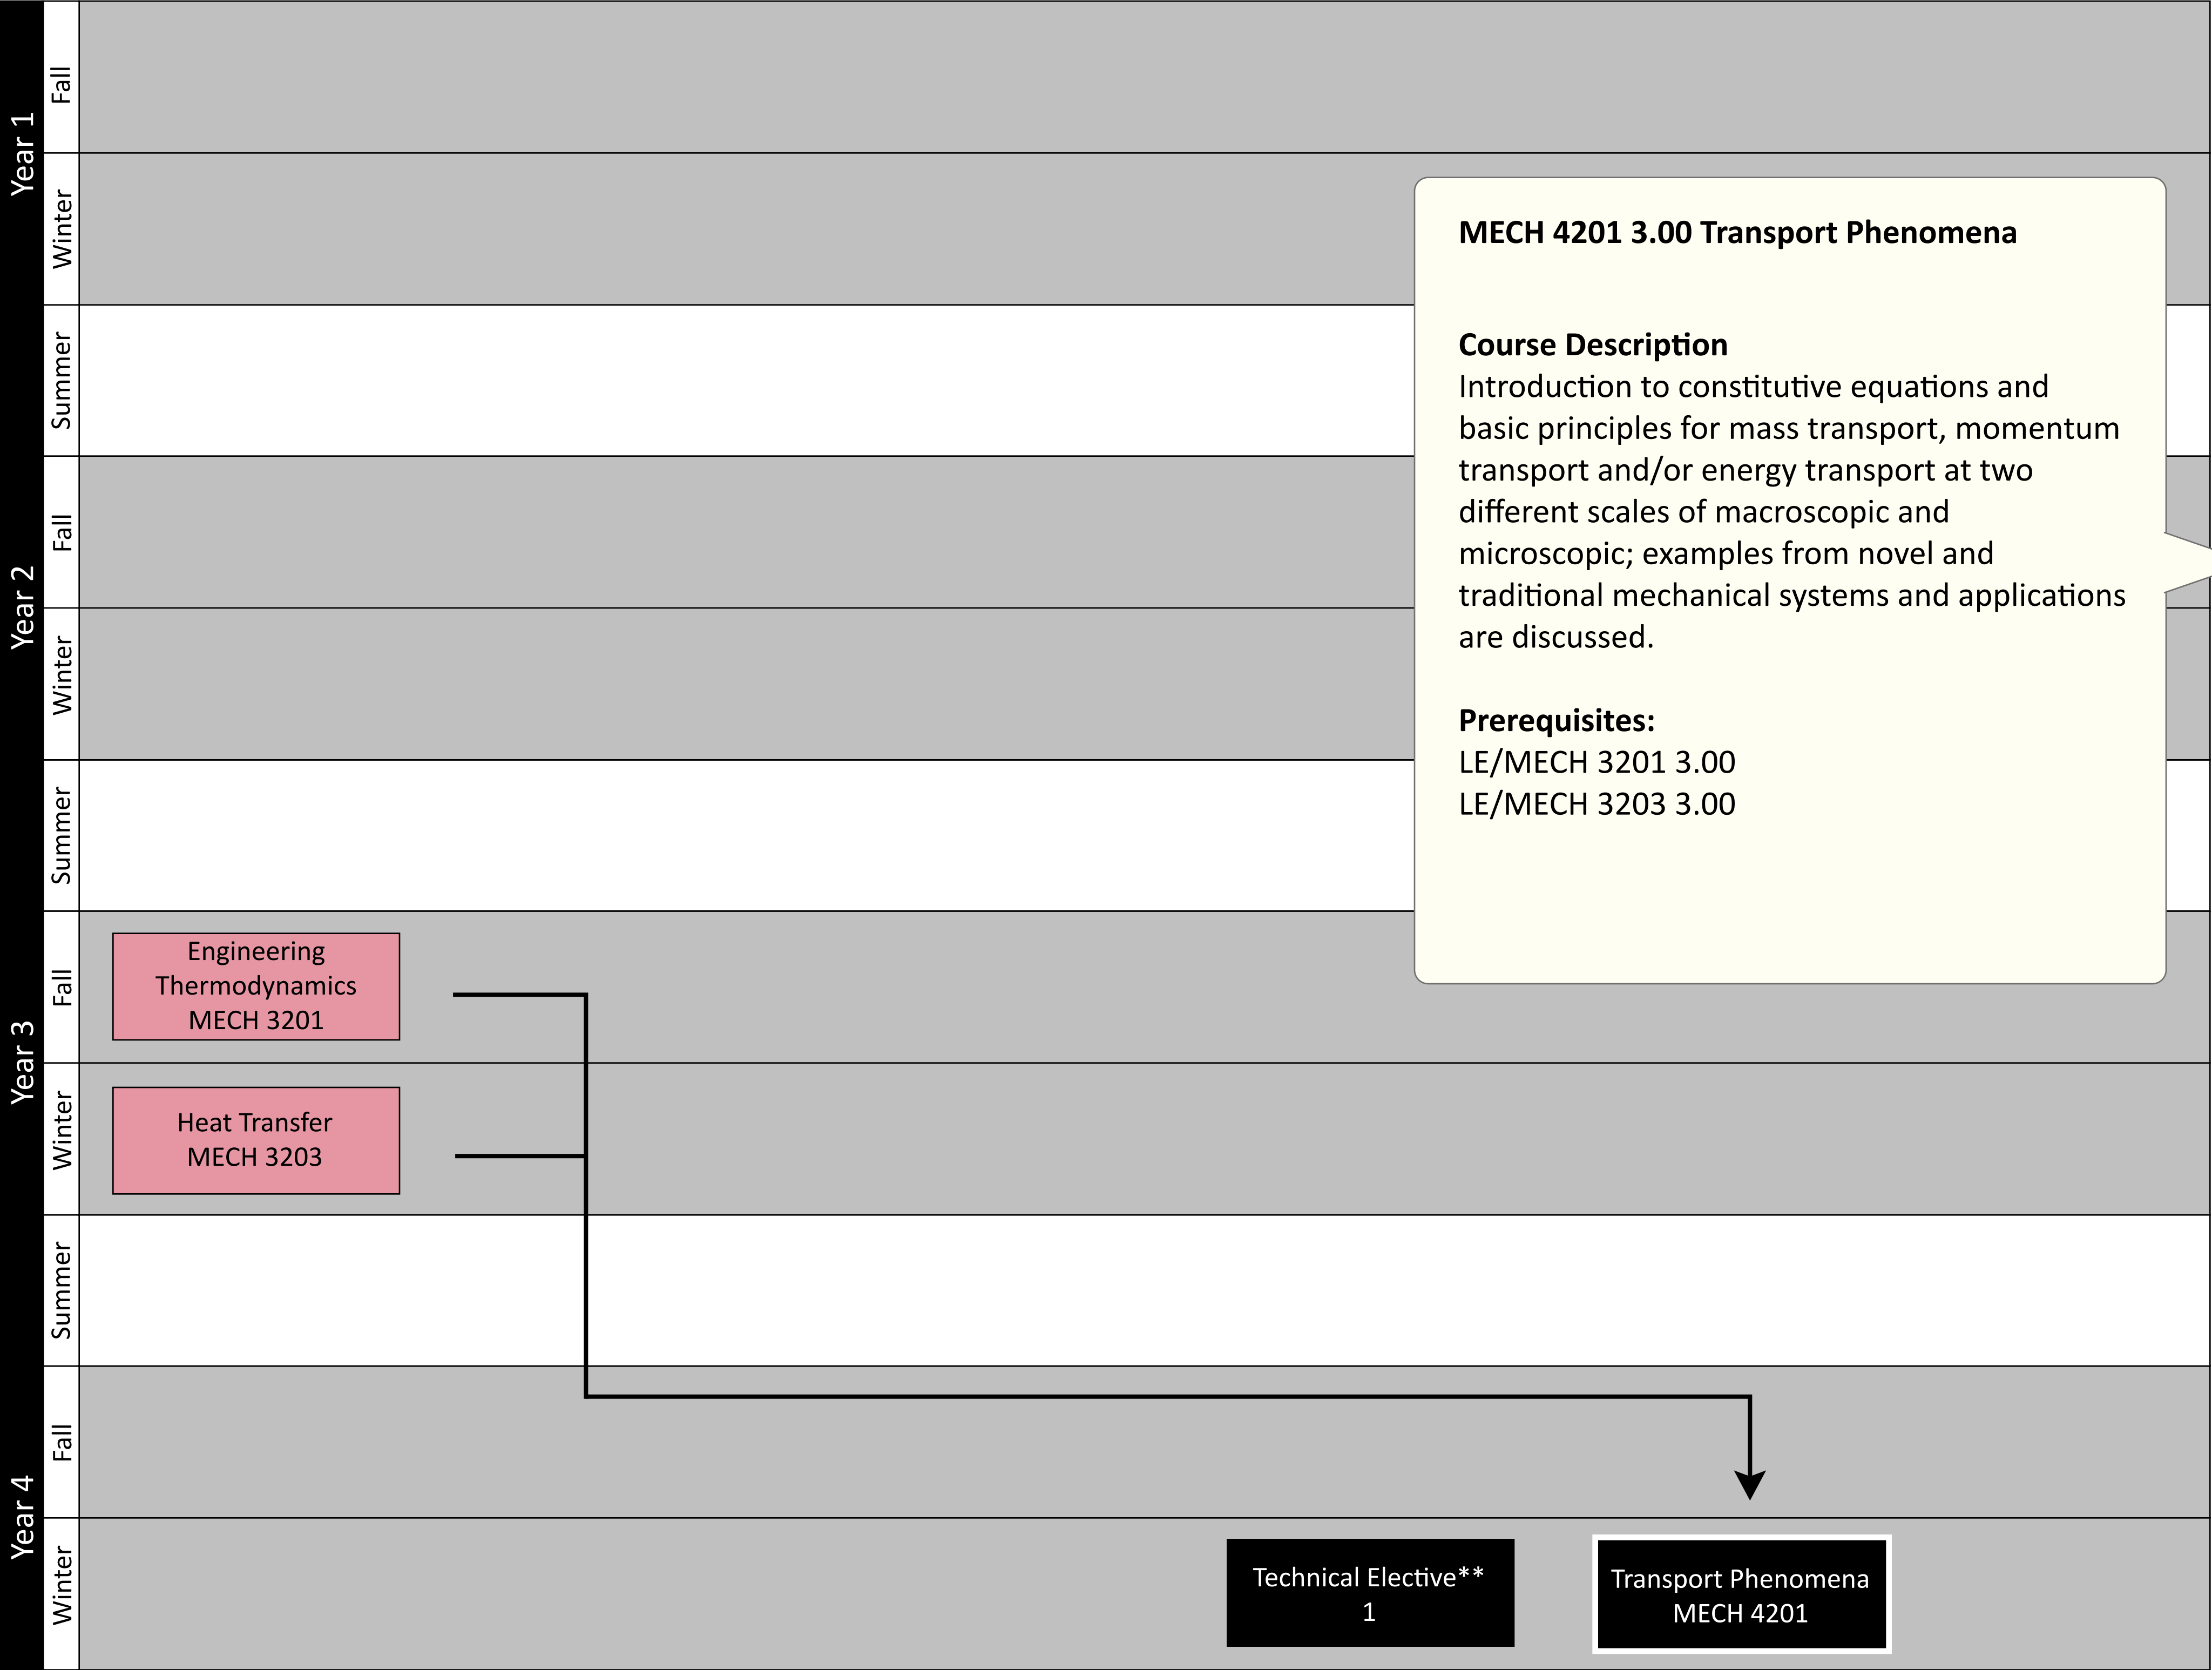 Year 1
Fall
Winter
Summer
Year 2
Fall
Winter
Summer
Year 3
Fall
Winter
Summer
Year 4
Fall
Winter
MECH 4201 3.00 Transport Phenomena
Course Description
Introduction to constitutive equations and
basic principles for mass transport, momentum
transport and/or energy transport at two
different scales of macroscopic and
microscopic; examples from novel and
traditional mechanical systems and applications
are discussed.
Prerequisites:
LE/MECH 3201 3.00
LE/MECH 3203 3.00
Engineering
Thermodynamics
MECH 3201
Heat Transfer
MECH 3203
Technical Elective**
1
Transport Phenomena
MECH 4201